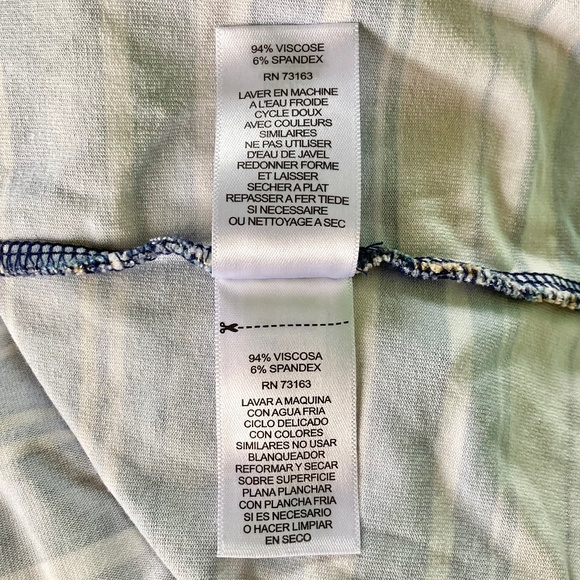 94% VISCOSE
6% SPANDEX
RN 73163
LAVER EN MACHINE
A L'EAU FROIDE
CYCLE DOUX
AVEC COULEURS
SIMILAIRES
NE PAS UTILISER
D'EAU DE JAVEL
REDONNER FORME
ET LAISSER
SECHER A PLAT
REPASSER A FER TIEDE
SI NECESSAIRE
OU NETTOYAGE A SEC
94% VISCOSA
6% SPANDEX
RN 73163
LAVAR A MAQUINA
CON AGUA FRIA
CICLO DELICADO
CON COLORES
SIMILARES NO USAR
BLANQUEADOR
REFORMAR Y SECAR
SOBRE SUPERFICIE
PLANA PLANCHAR
CON PLANCHA FRIA
SI ES NECESARIO
O HACER LIMPIAR
EN SECO